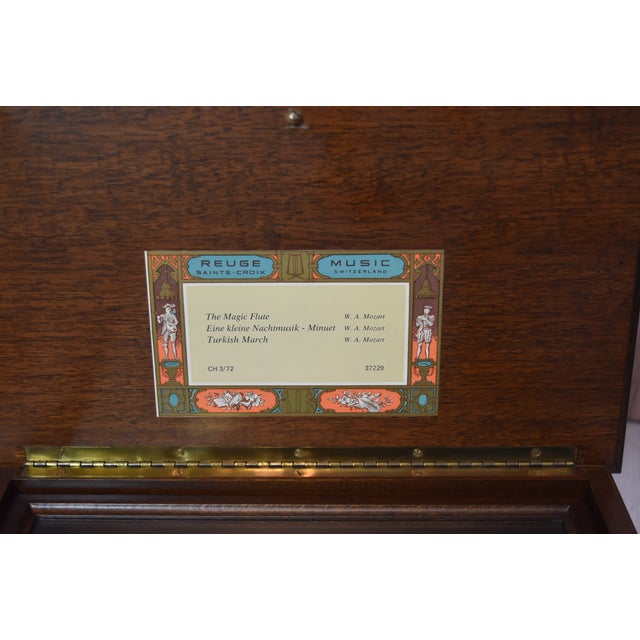 REUGE MUSIC
SAINTE-CROIX SWITZERLAND
The Magic Flute W. A. Mozart
Eine kleine Nachtmusik - Minuet W. A. Mozart
Turkish March W. A. Mozart
CH 3/72 37229